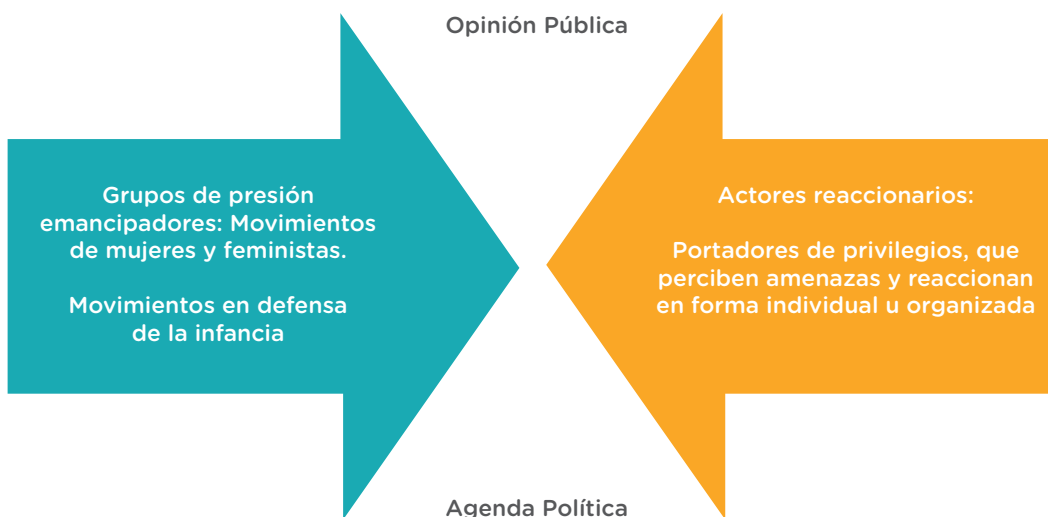 Opinión Pública
Grupos de presión
emancipadores: Movimientos
de mujeres y feministas.
Movimientos en defensa
de la infancia
Actores reaccionarios:
Portadores de privilegios, que
perciben amenazas y reaccionan
en forma individual u organizada
Agenda Política